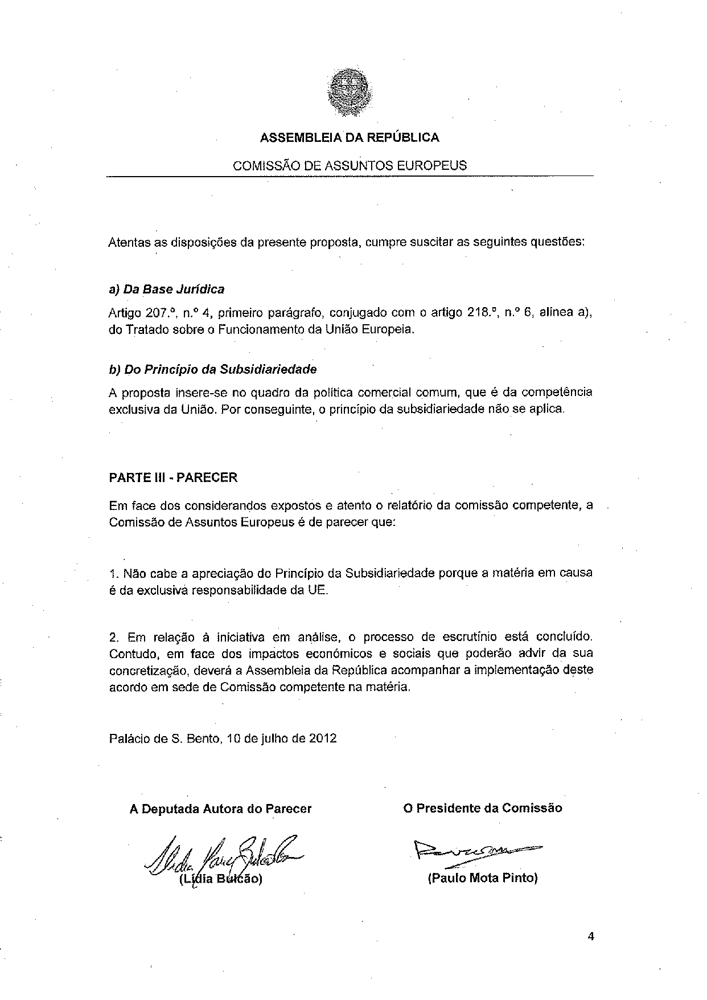 ASSEMBLEIA DA REPÚBLICA
COMISSÃO DE ASSUNTOS EUROPEUS
Atentas as disposições da presente proposta, cumpre suscitar as seguintes questões:
a) Da Base Jurídica
Artigo 207.º, n.º 4, primeiro parágrafo, conjugado com o artigo 218.º, n.º 6, alínea a),
do Tratado sobre o Funcionamento da União Europeia.
b) Do Princípio da Subsidiariedade
A proposta insere-se no quadro da política comercial comum, que é da competência
exclusiva da União. Por conseguinte, o princípio da subsidiariedade não se aplica.
PARTE III - PARECER
Em face dos considerandos expostos e atento o relatório da comissão competente, a
Comissão de Assuntos Europeus é de parecer que:
1. Não cabe a apreciação do Princípio da Subsidiariedade porque a matéria em causa
é da exclusiva responsabilidade da UE.
2. Em relação à iniciativa em análise, o processo de escrutínio está concluído.
Contudo, em face dos impactos económicos e sociais que poderão advir da sua
concretização, deverá a Assembleia da República acompanhar a implementação deste
acordo em sede de Comissão competente na matéria.
Palácio de S. Bento, 10 de julho de 2012
A Deputada Autora do Parecer O Presidente da Comissão
(Lídia Bulcão) (Paulo Mota Pinto)
4